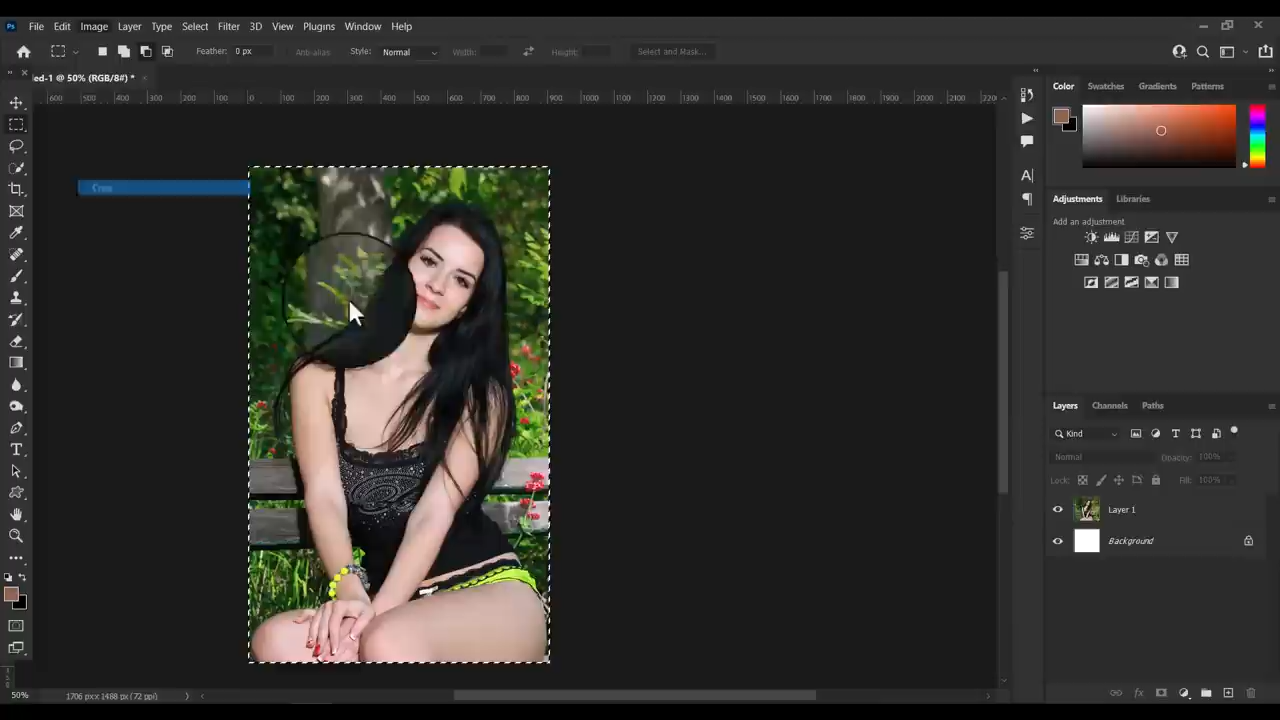 Ps File Edit Image Layer Type Select Filter 3D View Plugins Window Help
Feather: 0 px Anti-alias Style: Normal Width: Height: Select and Mask...
ed-1 @ 50% (RGB/8#) *
600 500 400 300 200 100 0 100 200 300 400 500 600 700 800 900 1000 1100 1200 1300 1400 1500 1600 1700 1800 1900 2000 2100 2200
Color Swatches Gradients Patterns
Crop
Adjustments Libraries
Add an adjustment
Layers Channels Paths
Kind
Normal Opacity: 100%
Lock: Fill: 100%
Layer 1
Background
50% 1706 px x 1488 px (72 ppi)